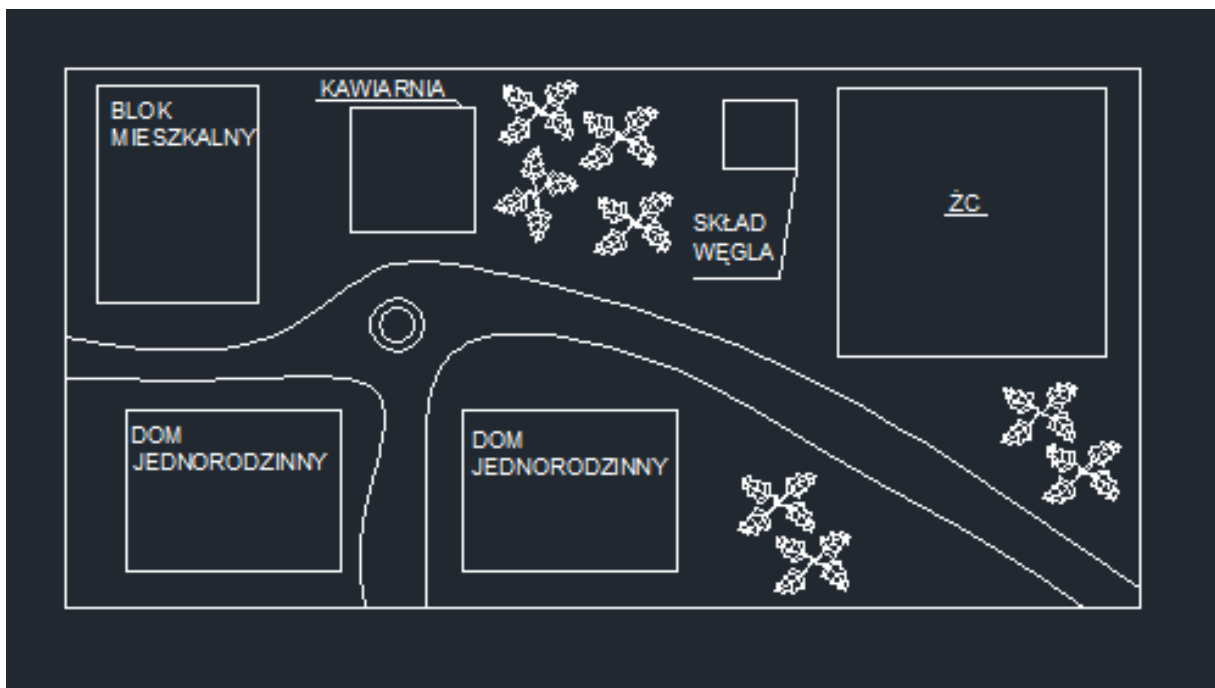 BLOK
MIESZKALNY
KAWIARNIA
SKŁAD
WĘGLA
ŻC
DOM
JEDNORODZINNY
DOM
JEDNORODZINNY